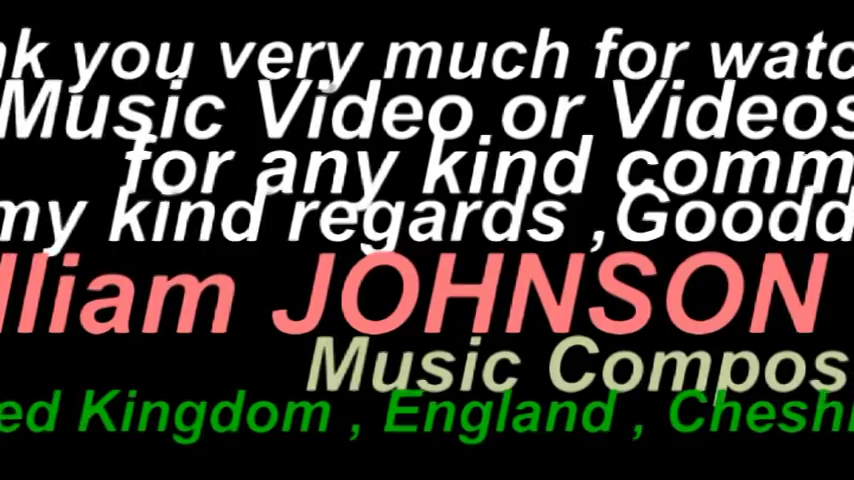 nk you very much for watc
Music Video or Videos
for any kind comm
my kind regards ,Goodd
lliam JOHNSON
Music Compos
ed Kingdom , England , Cheshi